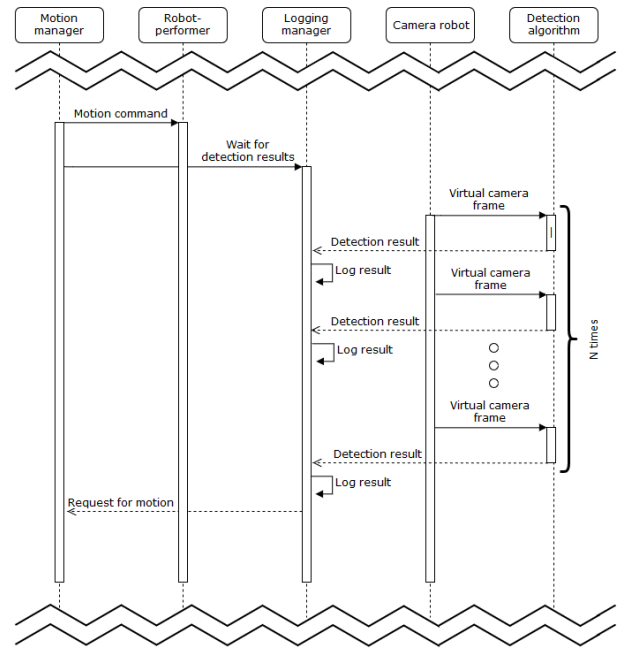 Motion
manager
Robot-
performer
Logging
manager
Camera robot
Detection
algorithm
Motion command
Wait for
detection results
Virtual camera
frame
Detection result
Log result
Virtual camera
frame
Detection result
Log result
N times
Virtual camera
frame
Detection result
Log result
Request for motion